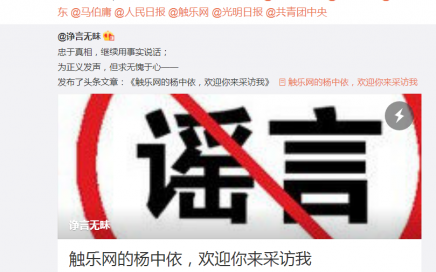 东 @马伯庸 @人民日报 @触乐网 @光明日报 @共青团中央
@诤言无昧
忠于真相，继续用事实说话；
为正义发声，但求无愧于心——
发布了头条文章：《触乐网的杨中依，欢迎你来采访我》 触乐网的杨中依，欢迎你来采访我
谣言
诤言无昧
触乐网的杨中依，欢迎你来采访我